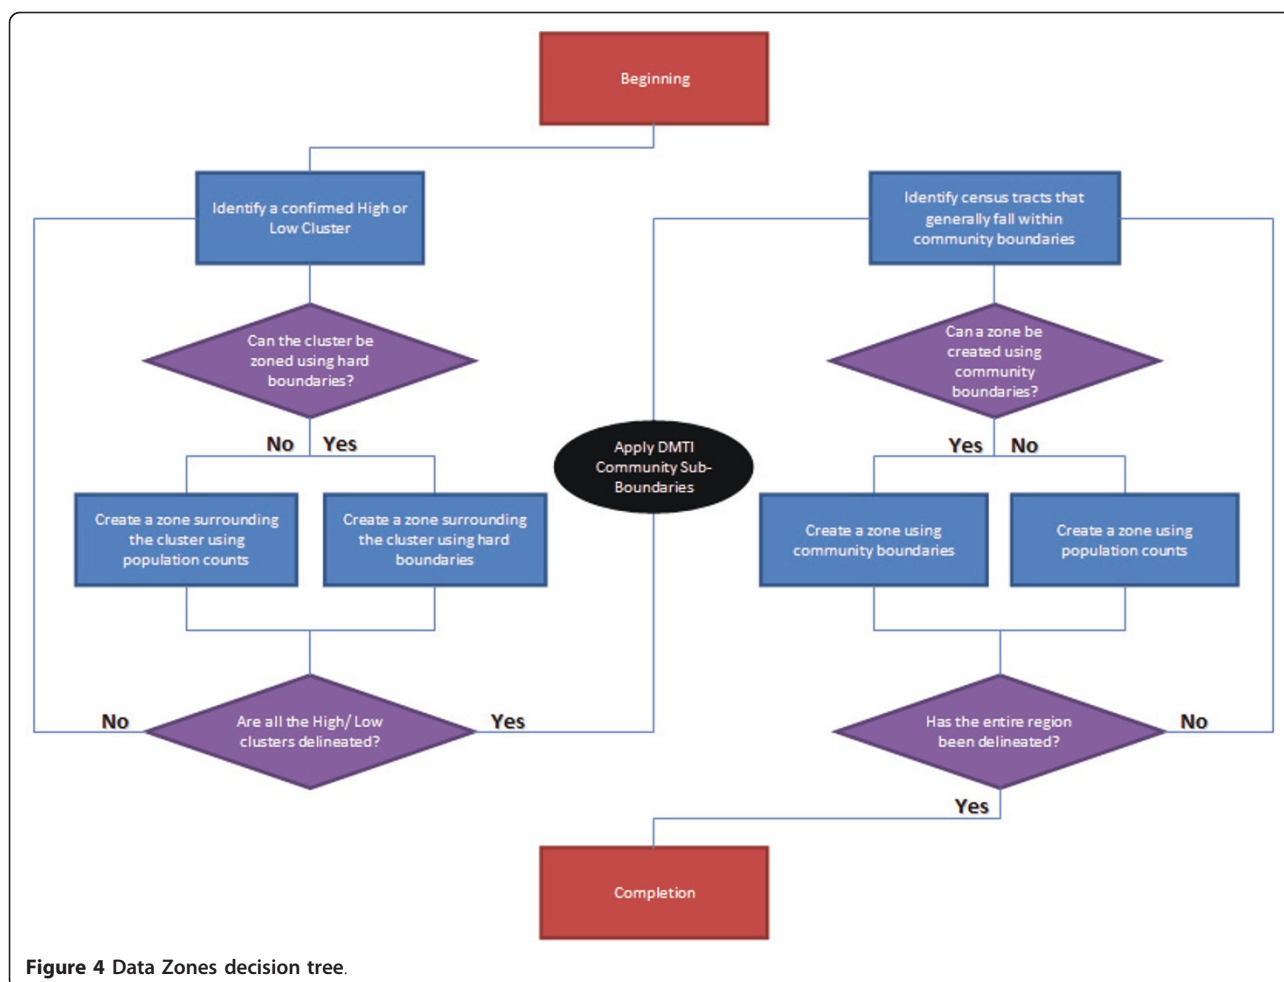 Beginning
Identify a confirmed High or
Low Cluster
Can the cluster be
zoned using hard
boundaries?
No
Yes
Create a zone surrounding
the cluster using
population counts
Create a zone surrounding
the cluster using hard
boundaries
Are all the High/ Low
clusters delineated?
No
Yes
Apply DMTI
Community Sub-
Boundaries
Identify census tracts that
generally fall within
community boundaries
Can a zone be
created using
community
boundaries?
Yes
No
Create a zone using
community boundaries
Create a zone using
population counts
Has the entire region
been delineated?
No
Yes
Completion
Figure 4 Data Zones decision tree.